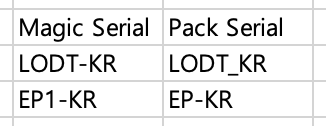 Magic Serial Pack Serial
LODT-KR LODT_KR
EP1-KR EP-KR